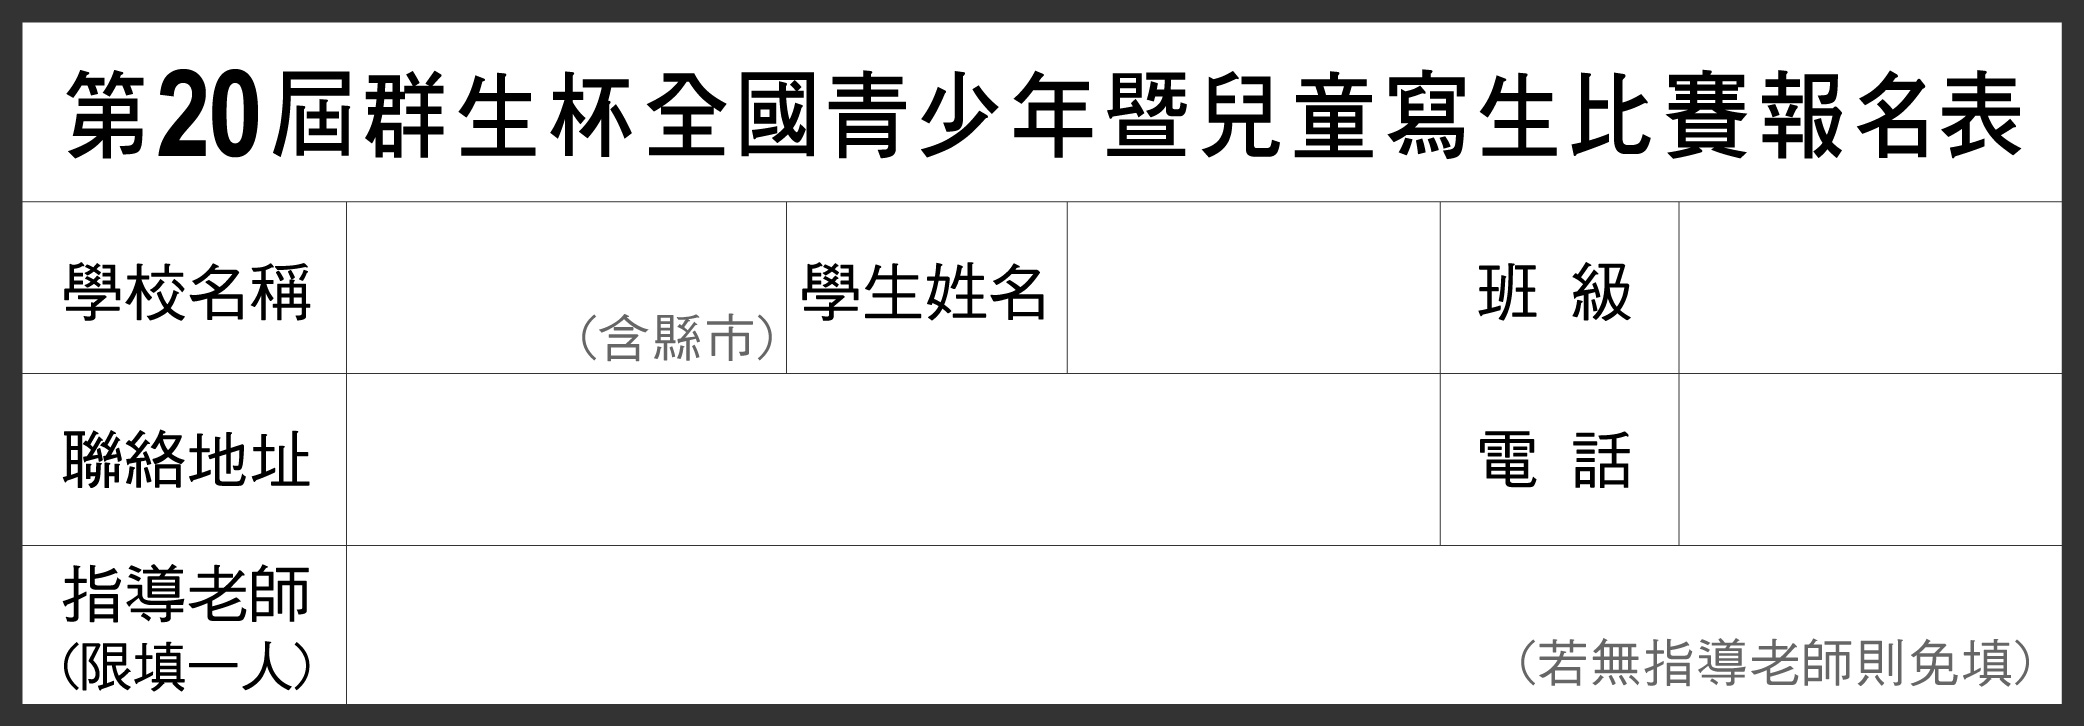 第20屆群生杯全國青少年暨兒童寫生比賽報名表
學校名稱
（含縣市）
學生姓名
班 級
聯絡地址
電 話
指導老師
（限填一人）
（若無指導老師則免填）